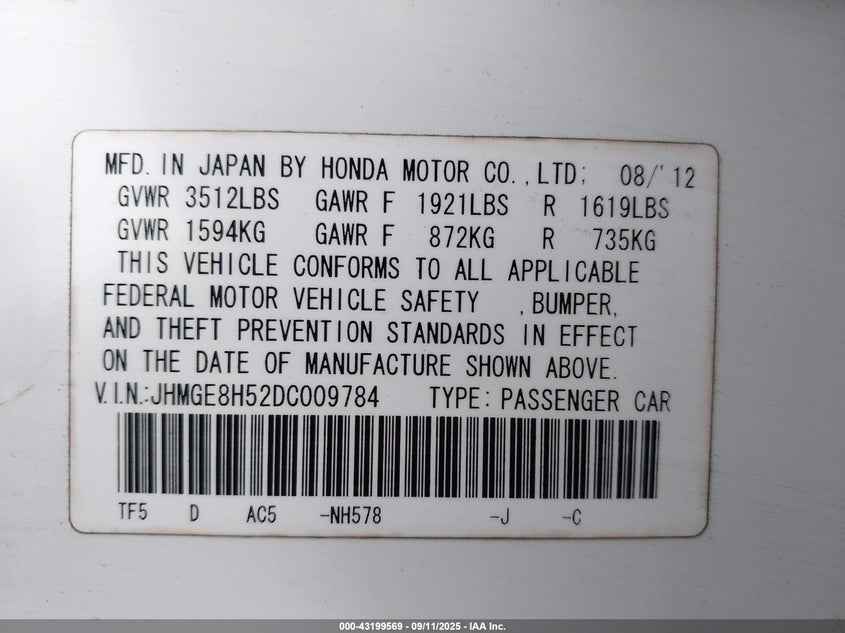 MFD. IN JAPAN BY HONDA MOTOR CO., LTD; 08/'12
GVWR 3512LBS GAWR F 1921LBS R 1619LBS
GVWR 1594KG GAWR F 872KG R 735KG
THIS VEHICLE CONFORMS TO ALL APPLICABLE
FEDERAL MOTOR VEHICLE SAFETY , BUMPER,
AND THEFT PREVENTION STANDARDS IN EFFECT
ON THE DATE OF MANUFACTURE SHOWN ABOVE.
V.I.N.:JHMGE8H52DC009784 TYPE: PASSENGER CAR
TF5 D AC5 -NH578 -J -C
000-43199569 - 09/11/2025 - IAA Inc.